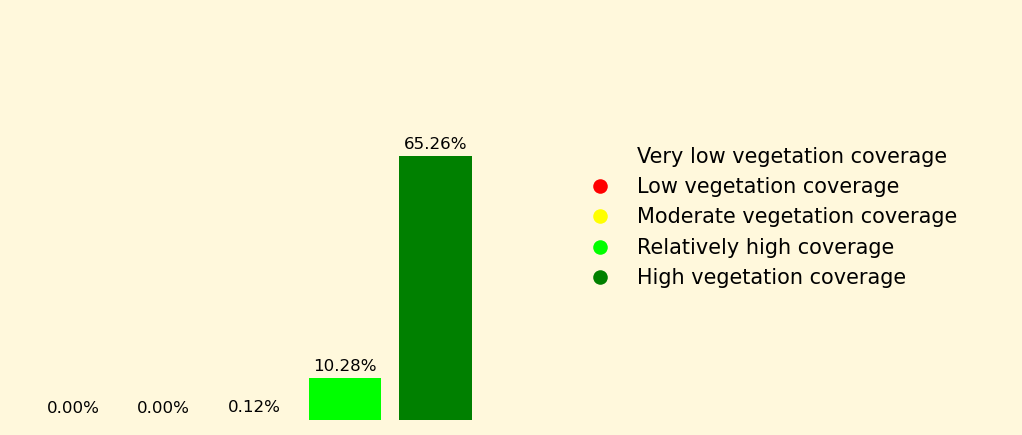 65.26%
10.28%
0.00% 0.00% 0.12%
Very low vegetation coverage
Low vegetation coverage
Moderate vegetation coverage
Relatively high coverage
High vegetation coverage